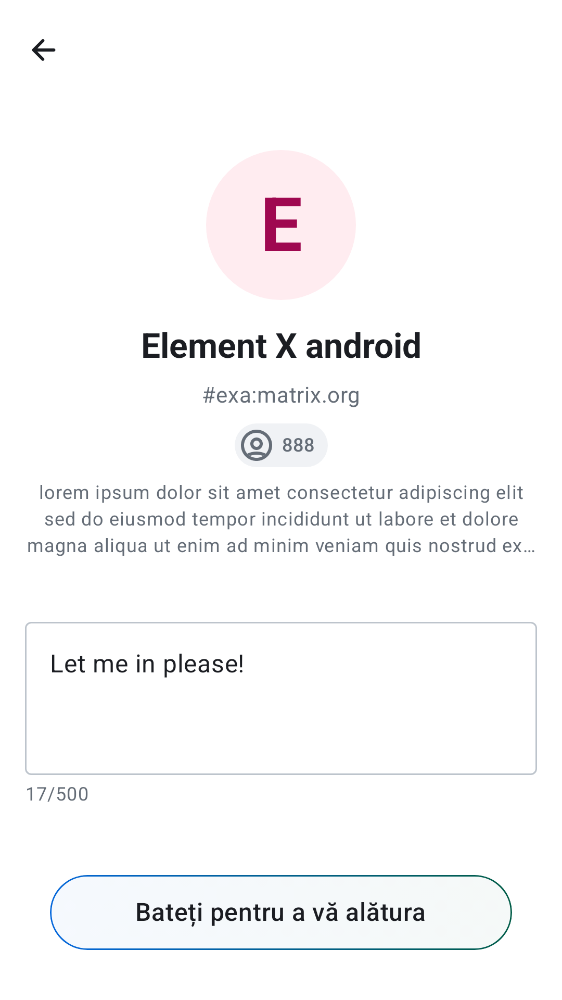 E
Element X android
#exa:matrix.org
888
lorem ipsum dolor sit amet consectetur adipiscing elit
sed do eiusmod tempor incididunt ut labore et dolore
magna aliqua ut enim ad minim veniam quis nostrud ex…
Let me in please!
17/500
Bateți pentru a vă alătura